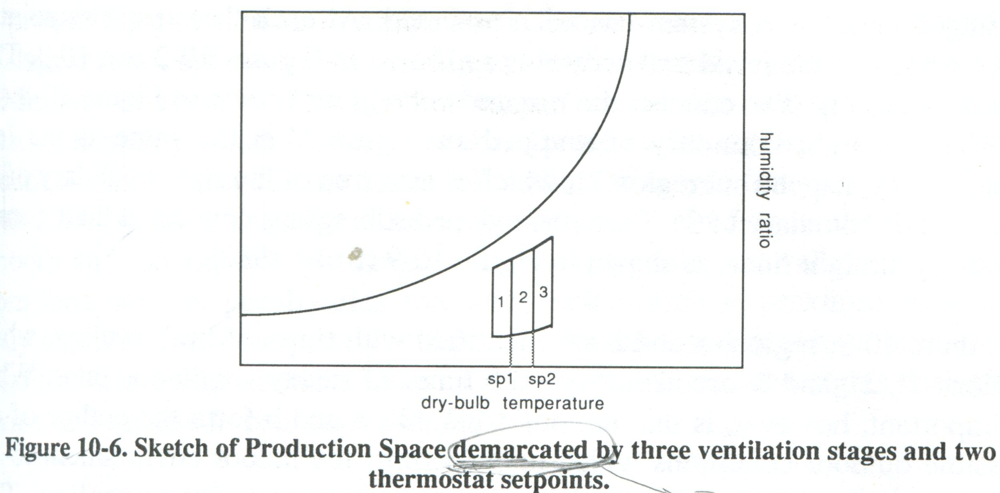 humidity ratio
1
2
3
sp1 sp2
dry-bulb temperature
Figure 10-6. Sketch of Production Space demarcated by three ventilation stages and two
thermostat setpoints.